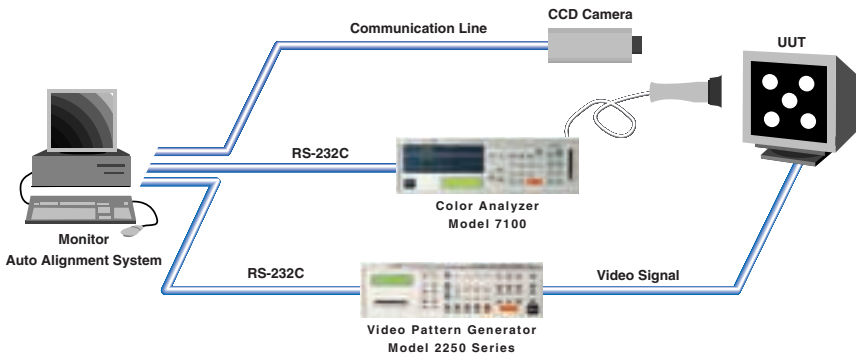 CCD Camera
Communication Line
UUT
RS-232C
Color Analyzer
Model 7100
Monitor
Auto Alignment System
RS-232C
Video Signal
Video Pattern Generator
Model 2250 Series